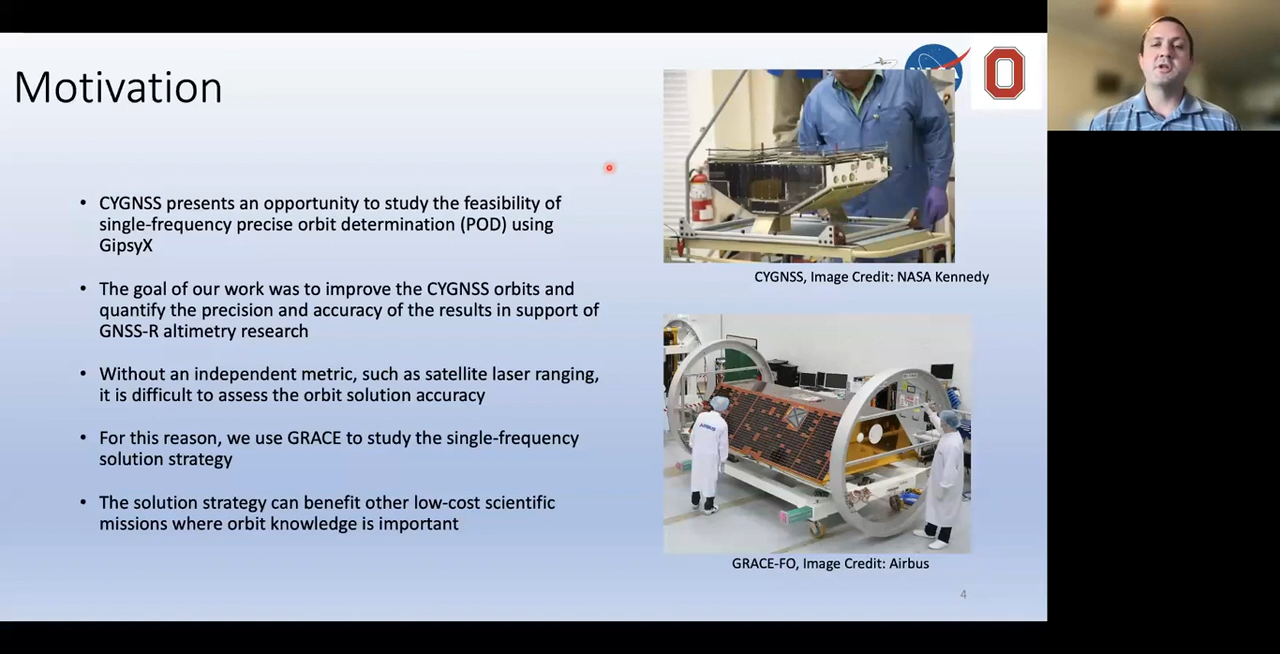 Motivation
• CYGNSS presents an opportunity to study the feasibility of
single-frequency precise orbit determination (POD) using
GipsyX
• The goal of our work was to improve the CYGNSS orbits and
quantify the precision and accuracy of the results in support of
GNSS-R altimetry research
• Without an independent metric, such as satellite laser ranging,
it is difficult to assess the orbit solution accuracy
• For this reason, we use GRACE to study the single-frequency
solution strategy
• The solution strategy can benefit other low-cost scientific
missions where orbit knowledge is important
CYGNSS, Image Credit: NASA Kennedy
AIRBUS
GRACE-FO, Image Credit: Airbus
4